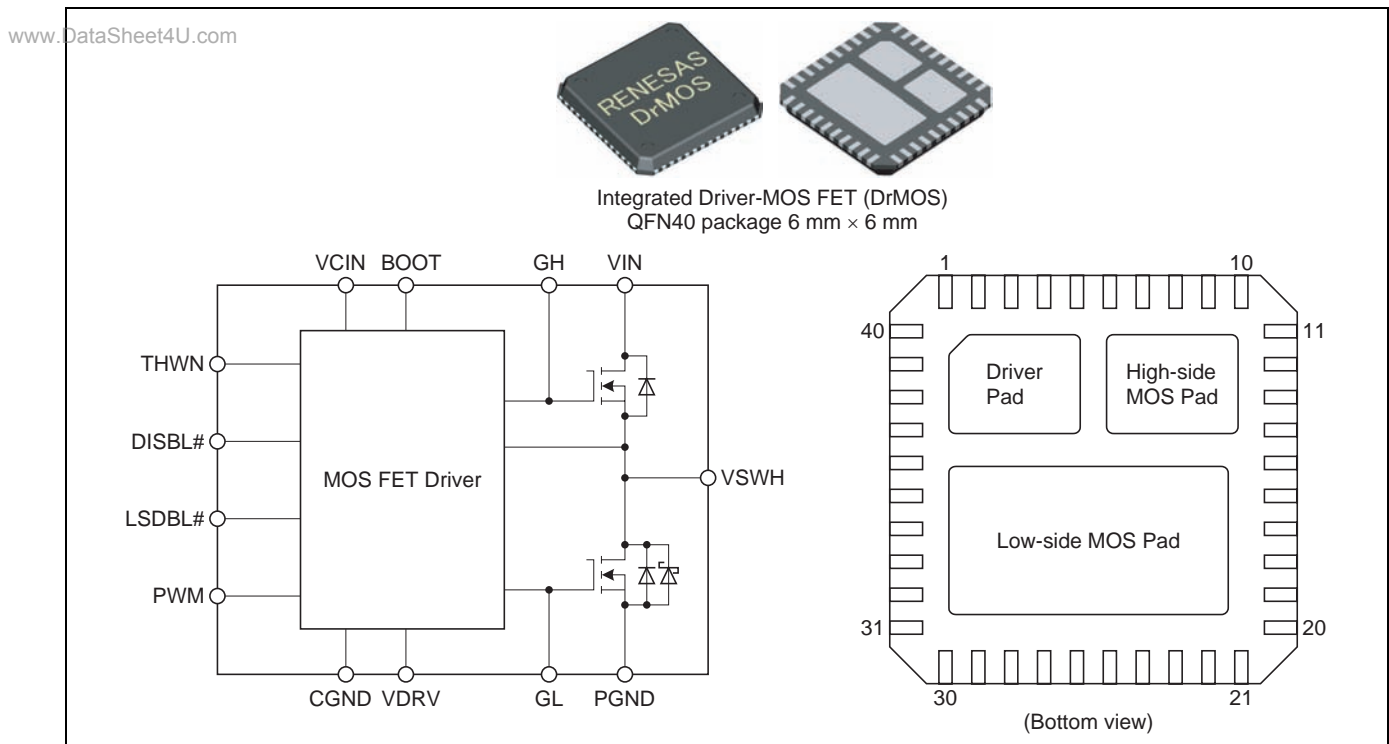 www.DataSheet4U.com
RENESAS
DrMOS
Integrated Driver-MOS FET (DrMOS)
QFN40 package 6 mm × 6 mm
VCIN BOOT GH VIN
THWN
DISBL#
LSDBL#
PWM
MOS FET Driver
VSWH
CGND VDRV GL PGND
1 10
40 11
Driver
Pad
High-side
MOS Pad
Low-side MOS Pad
31 20
30 21
(Bottom view)